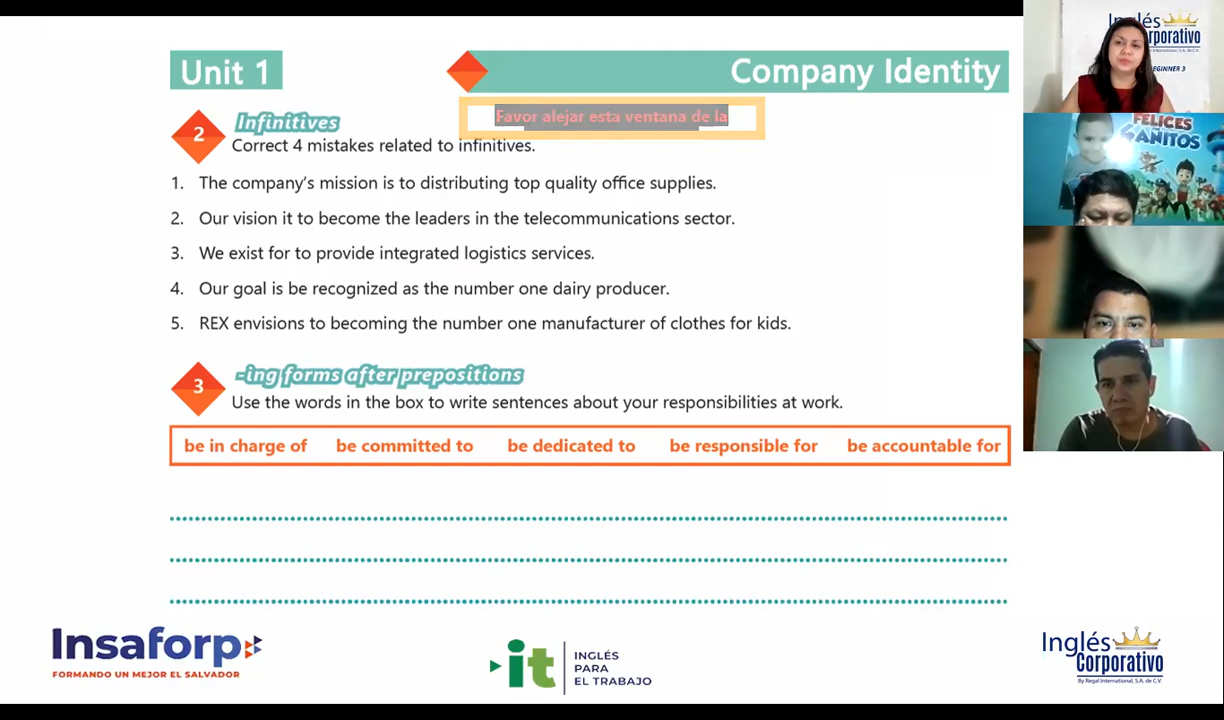 Unit 1
Company Identity
Favor alejar esta ventana de la
2
Infinitives
Correct 4 mistakes related to infinitives.
1. The company's mission is to distributing top quality office supplies.
2. Our vision it to become the leaders in the telecommunications sector.
3. We exist for to provide integrated logistics services.
4. Our goal is be recognized as the number one dairy producer.
5. REX envisions to becoming the number one manufacturer of clothes for kids.
3
-ing forms after prepositions
Use the words in the box to write sentences about your responsibilities at work.
be in charge of be committed to be dedicated to be responsible for be accountable for
Insaforp
FORMANDO UN MEJOR EL SALVADOR
it
INGLÉS
PARA
EL TRABAJO
Inglés
Corporativo
By Regal International, S.A. de C.V.
Inglés
rporativo
EGINNER 3
FELICES
AÑITOS